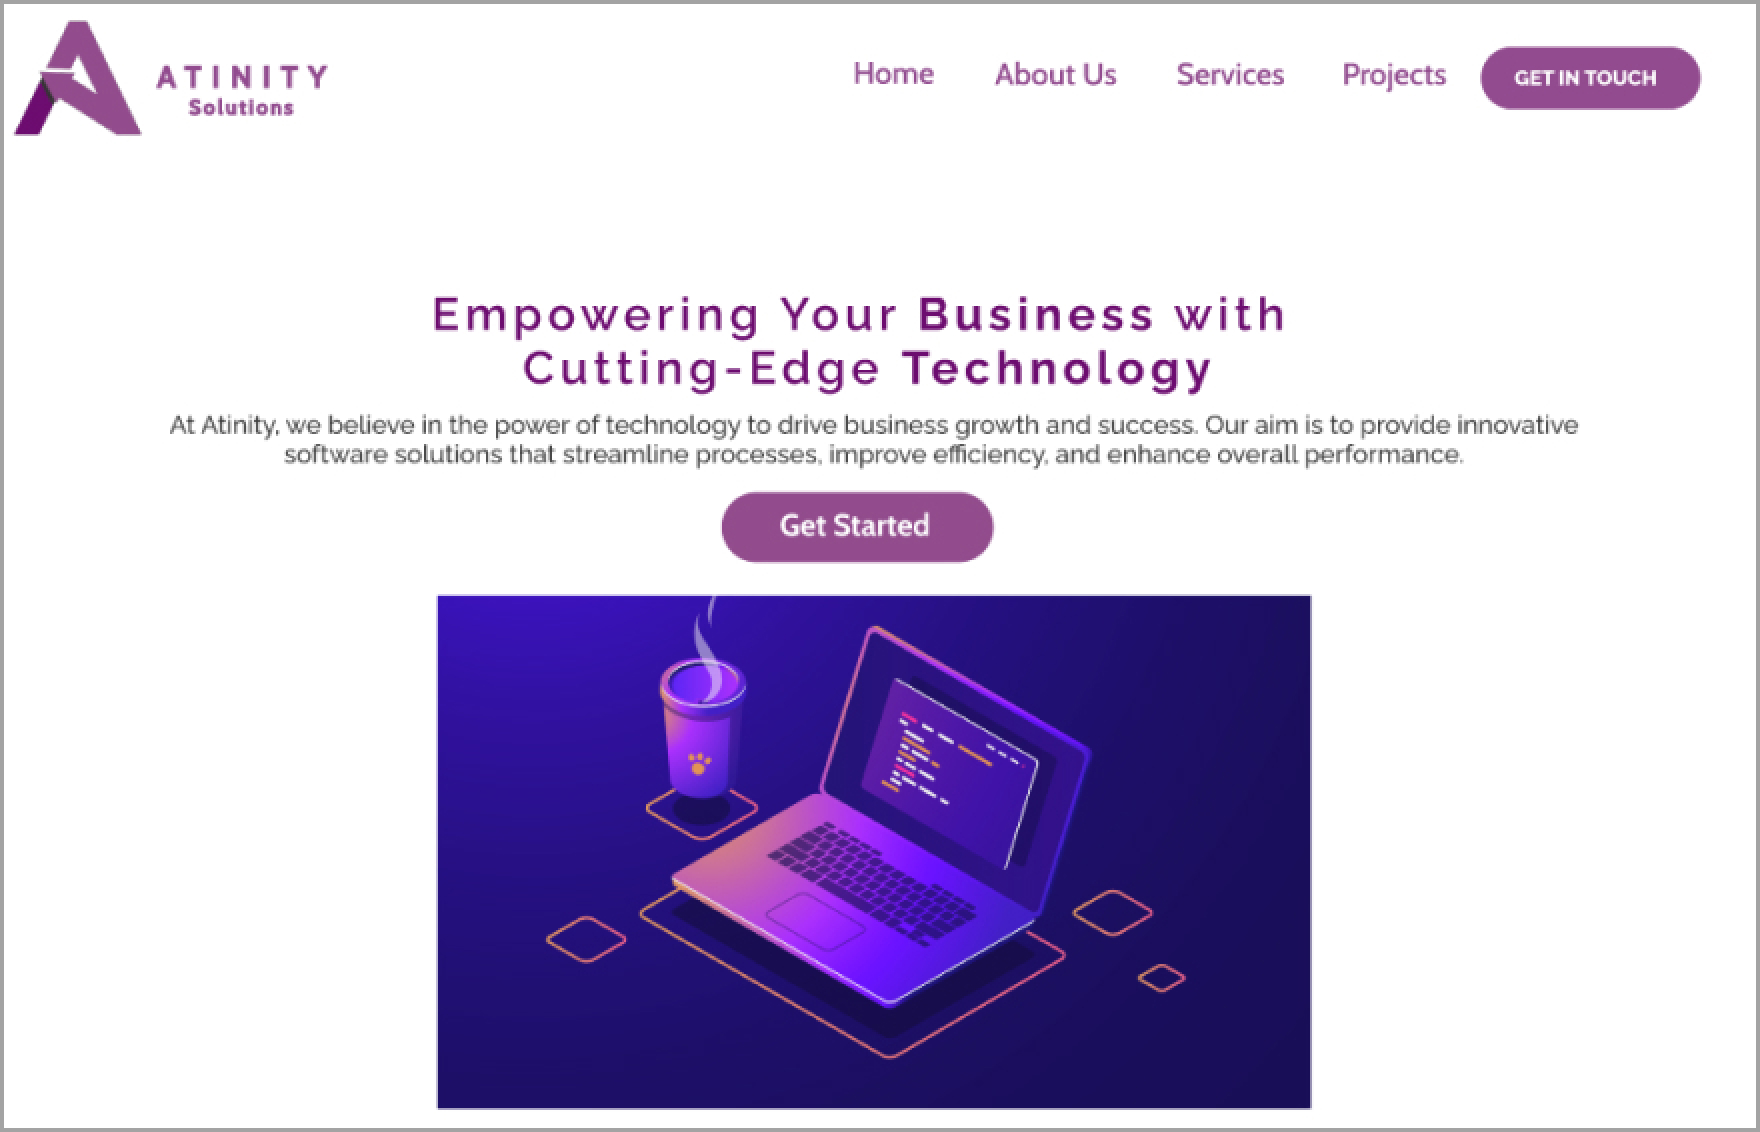 ATINITY
Solutions
Home
About Us
Services
Projects
GET IN TOUCH
Empowering Your Business with
Cutting-Edge Technology
At Atinity, we believe in the power of technology to drive business growth and success. Our aim is to provide innovative
software solutions that streamline processes, improve efficiency, and enhance overall performance.
Get Started